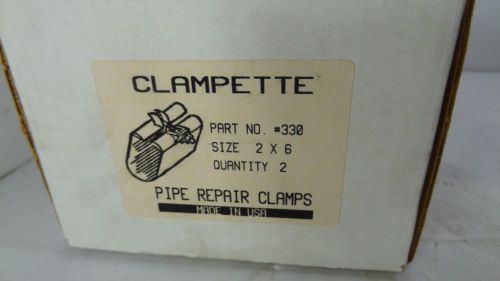 CLAMPETTE
PART NO. #330
SIZE 2 X 6
QUANTITY 2
PIPE REPAIR CLAMPS
MADE IN USA